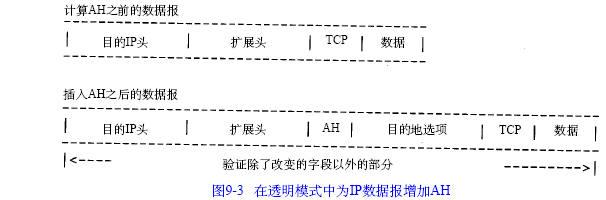 计算AH之前的数据报
目的IP头 扩展头 TCP 数据
插入AH之后的数据报
目的IP头 扩展头 AH 目的地选项 TCP 数据
验证除了改变的字段以外的部分
图9-3 在透明模式中为IP数据报增加AH